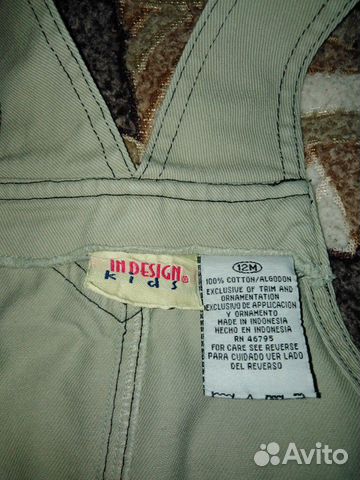 IN DESIGN®
kids
12M
100% COTTON/ALGODON
EXCLUSIVE OF TRIM AND
ORNAMENTATION
EXCLUSIVO DE APPLICACION
Y ORNAMENTO
MADE IN INDONESIA
HECHO EN INDONESIA
RN 46795
FOR CARE SEE REVERSE
PARA CUIDADO VER LADO
DEL REVERSO
Avito